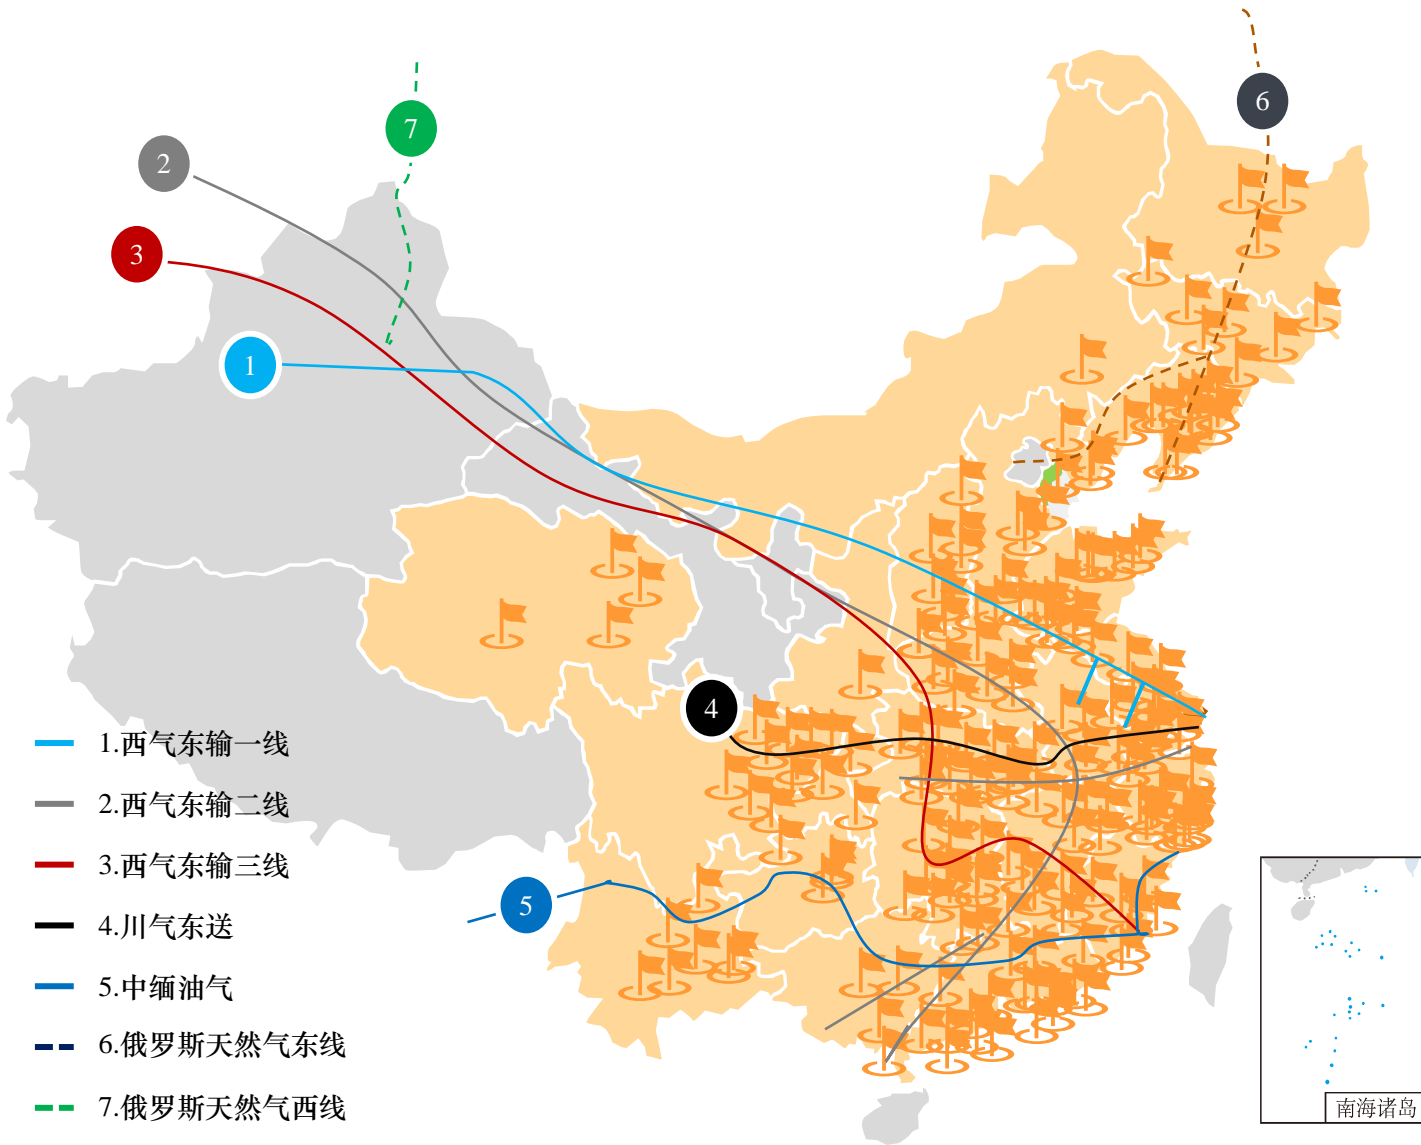 6
7
2
3
1
4
1.西气东输一线
2.西气东输二线
3.西气东输三线
5
4.川气东送
5.中缅油气
6.俄罗斯天然气东线
7.俄罗斯天然气西线
南海诸岛